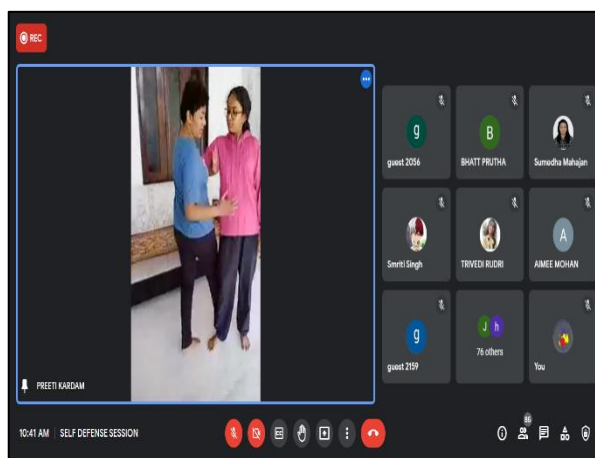 REC
g
guest 2056
B
BHATT PRUTHA
Sumedha Mahajan
Smriti Singh
TRIVEDI RUDRI
A
AIMEE MOHAN
g
guest 2159
J h
76 others
You
PREETI KARDAM
10:41 AM | SELF DEFENSE SESSION
86